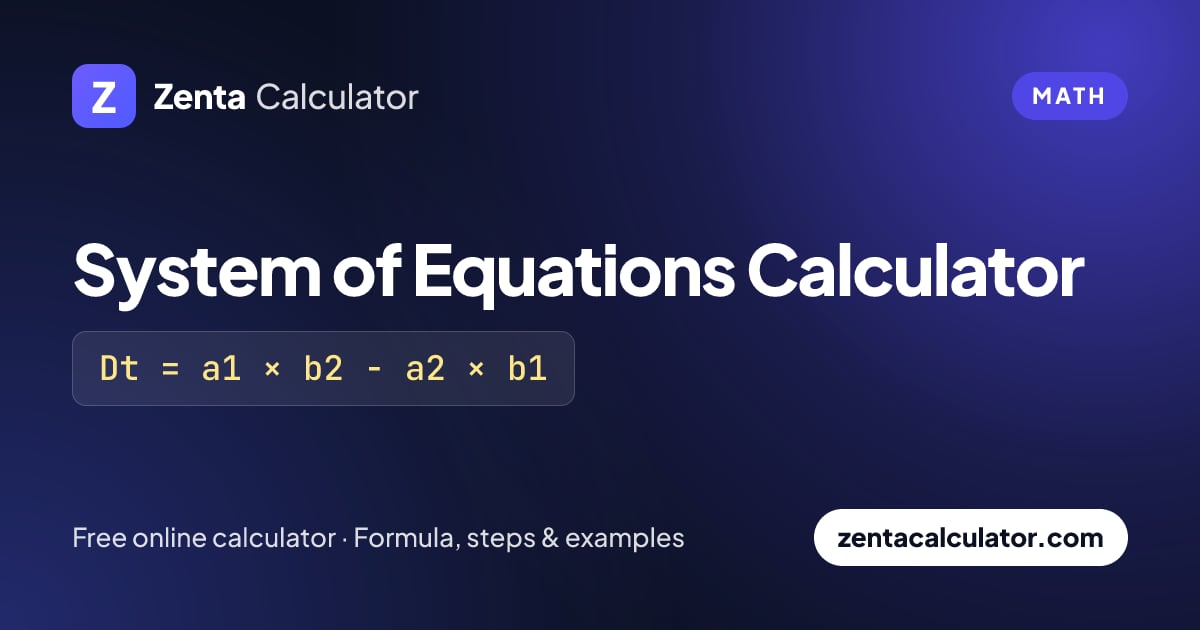 Z
Zenta Calculator
MATH
System of Equations Calculator
Dt = a1 × b2 - a2 × b1
Free online calculator · Formula, steps & examples
zentacalculator.com